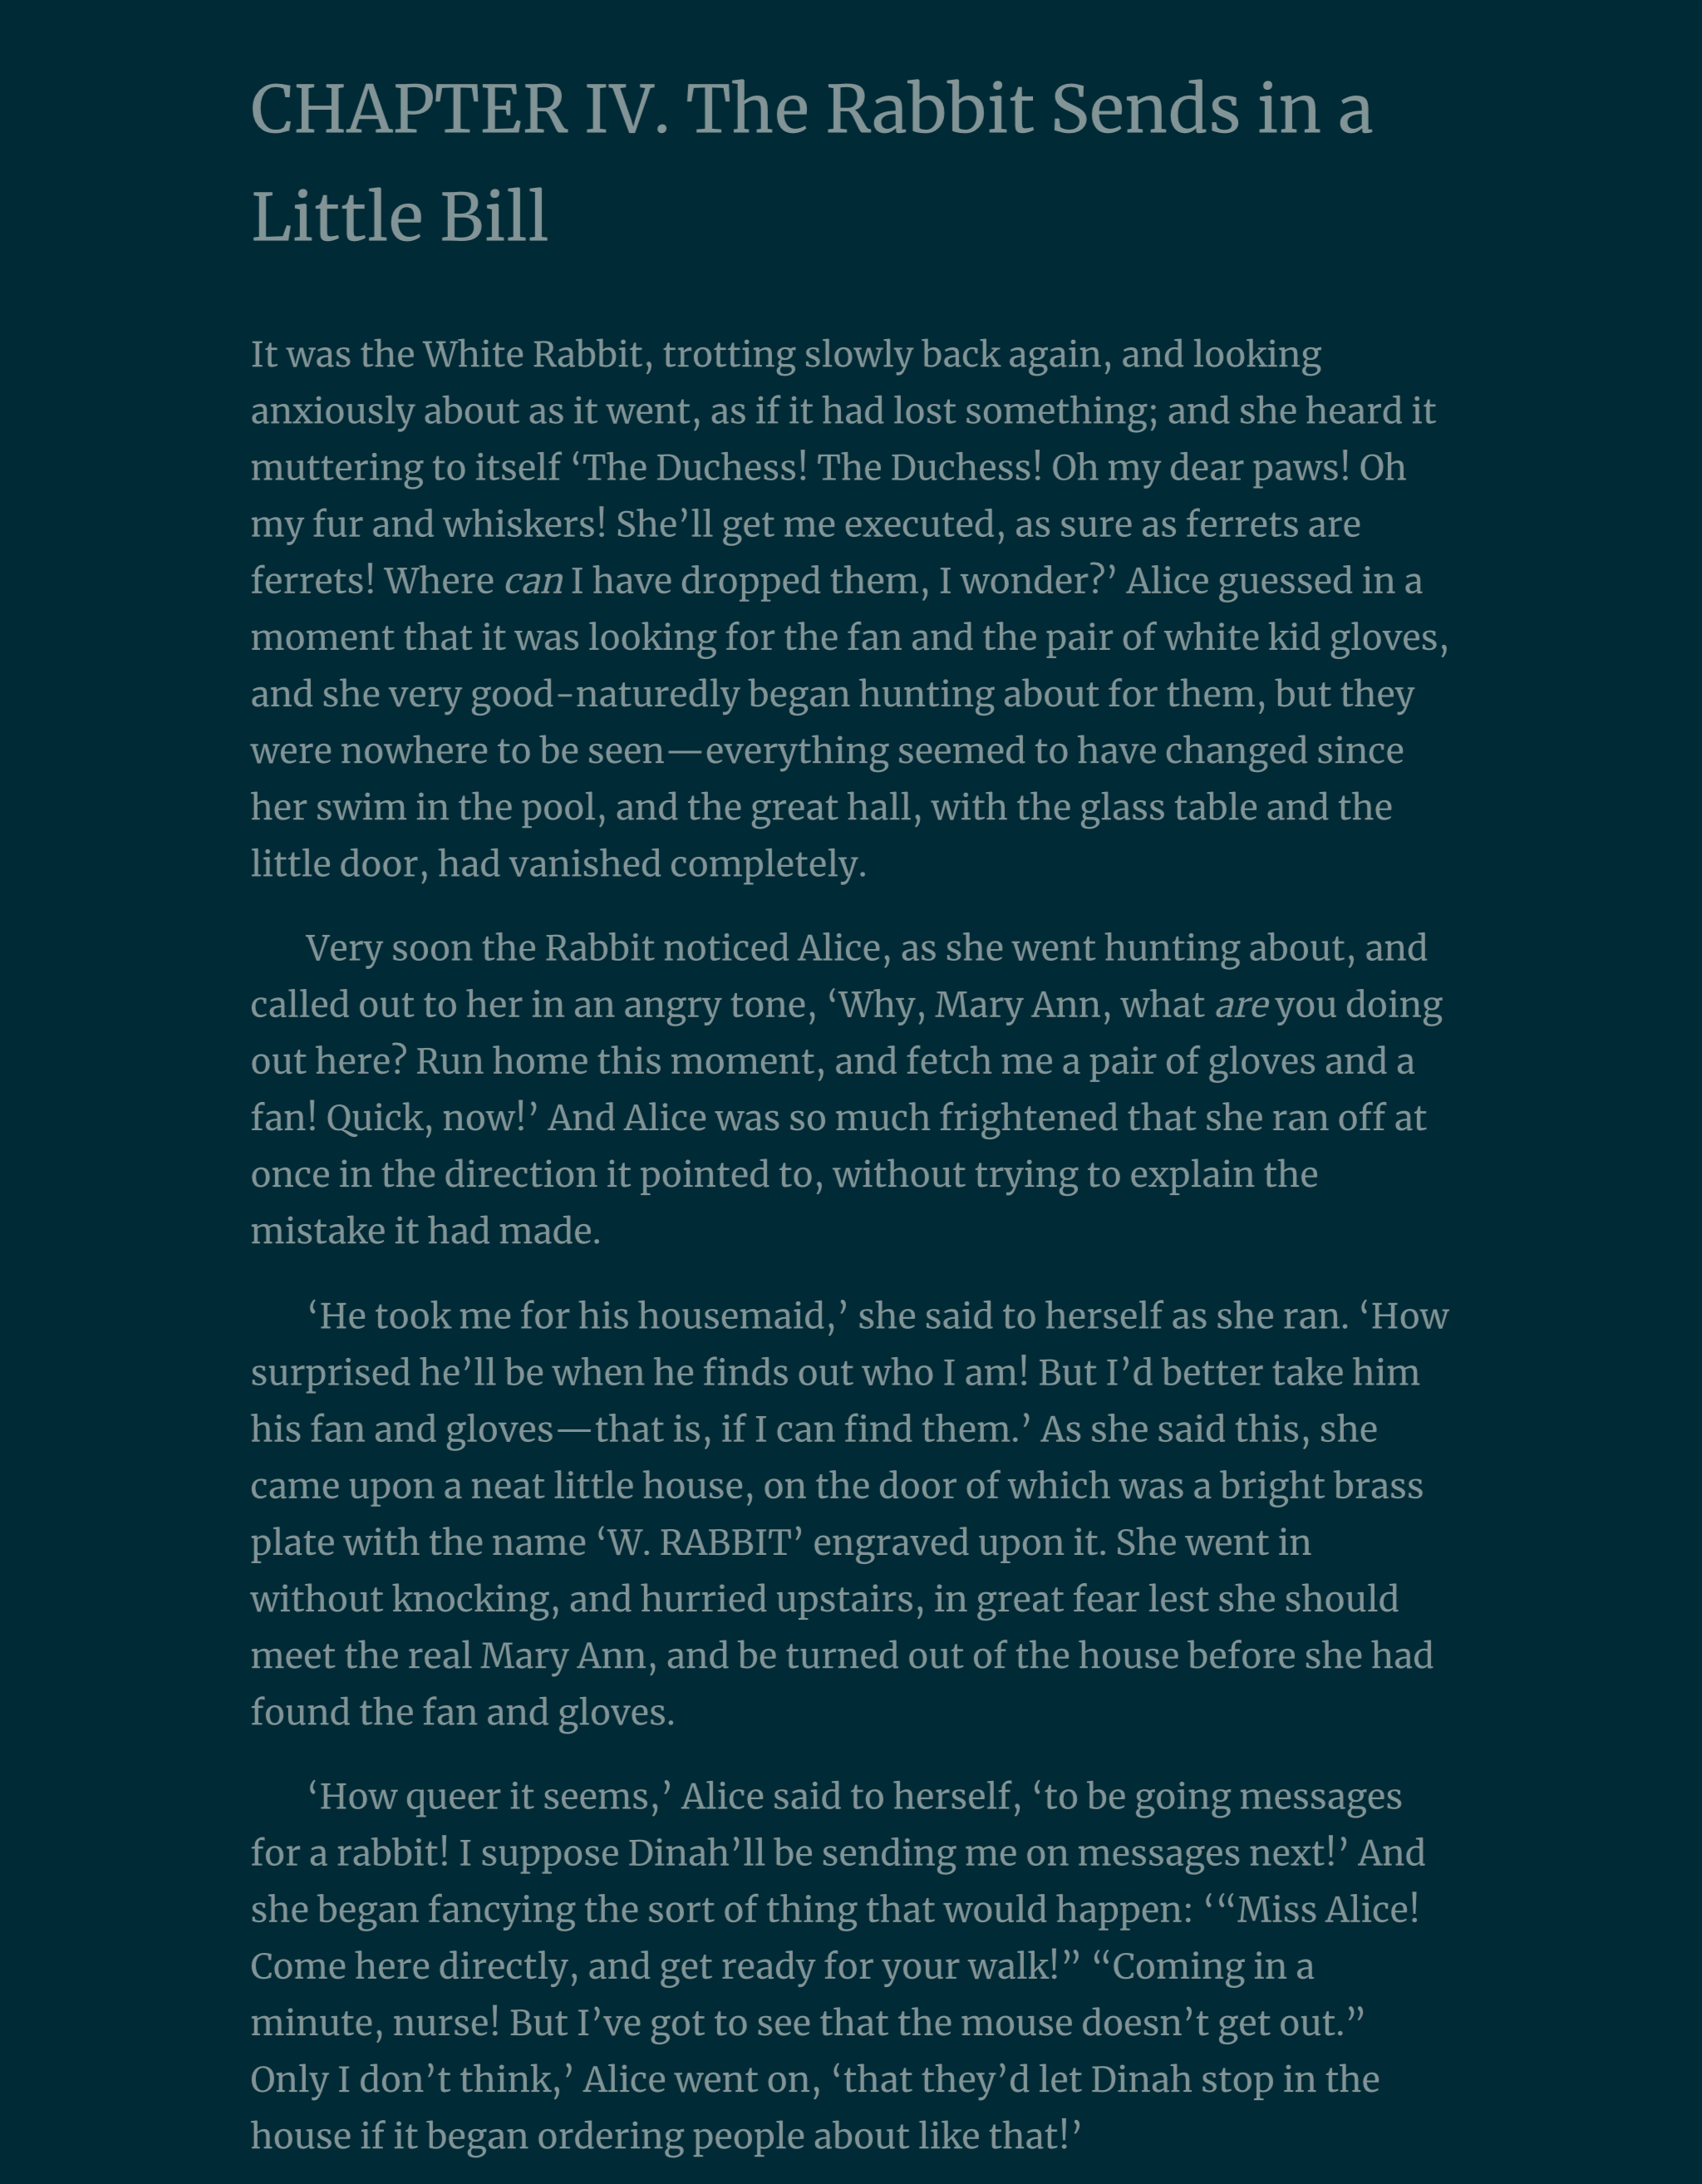 CHAPTER IV. The Rabbit Sends in a
Little Bill
It was the White Rabbit, trotting slowly back again, and looking
anxiously about as it went, as if it had lost something; and she heard it
muttering to itself ‘The Duchess! The Duchess! Oh my dear paws! Oh
my fur and whiskers! She’ll get me executed, as sure as ferrets are
ferrets! Where can I have dropped them, I wonder?’ Alice guessed in a
moment that it was looking for the fan and the pair of white kid gloves,
and she very good-naturedly began hunting about for them, but they
were nowhere to be seen—everything seemed to have changed since
her swim in the pool, and the great hall, with the glass table and the
little door, had vanished completely.
Very soon the Rabbit noticed Alice, as she went hunting about, and
called out to her in an angry tone, ‘Why, Mary Ann, what are you doing
out here? Run home this moment, and fetch me a pair of gloves and a
fan! Quick, now!’ And Alice was so much frightened that she ran off at
once in the direction it pointed to, without trying to explain the
mistake it had made.
‘He took me for his housemaid,’ she said to herself as she ran. ‘How
surprised he’ll be when he finds out who I am! But I’d better take him
his fan and gloves—that is, if I can find them.’ As she said this, she
came upon a neat little house, on the door of which was a bright brass
plate with the name ‘W. RABBIT’ engraved upon it. She went in
without knocking, and hurried upstairs, in great fear lest she should
meet the real Mary Ann, and be turned out of the house before she had
found the fan and gloves.
‘How queer it seems,’ Alice said to herself, ‘to be going messages
for a rabbit! I suppose Dinah’ll be sending me on messages next!’ And
she began fancying the sort of thing that would happen: ‘“Miss Alice!
Come here directly, and get ready for your walk!” “Coming in a
minute, nurse! But I’ve got to see that the mouse doesn’t get out.”
Only I don’t think,’ Alice went on, ‘that they’d let Dinah stop in the
house if it began ordering people about like that!’